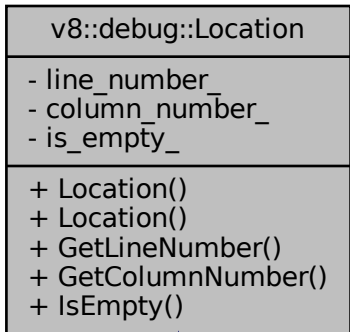 v8::debug::Location
- line_number_
- column_number_
- is_empty_
+ Location()
+ Location()
+ GetLineNumber()
+ GetColumnNumber()
+ IsEmpty()